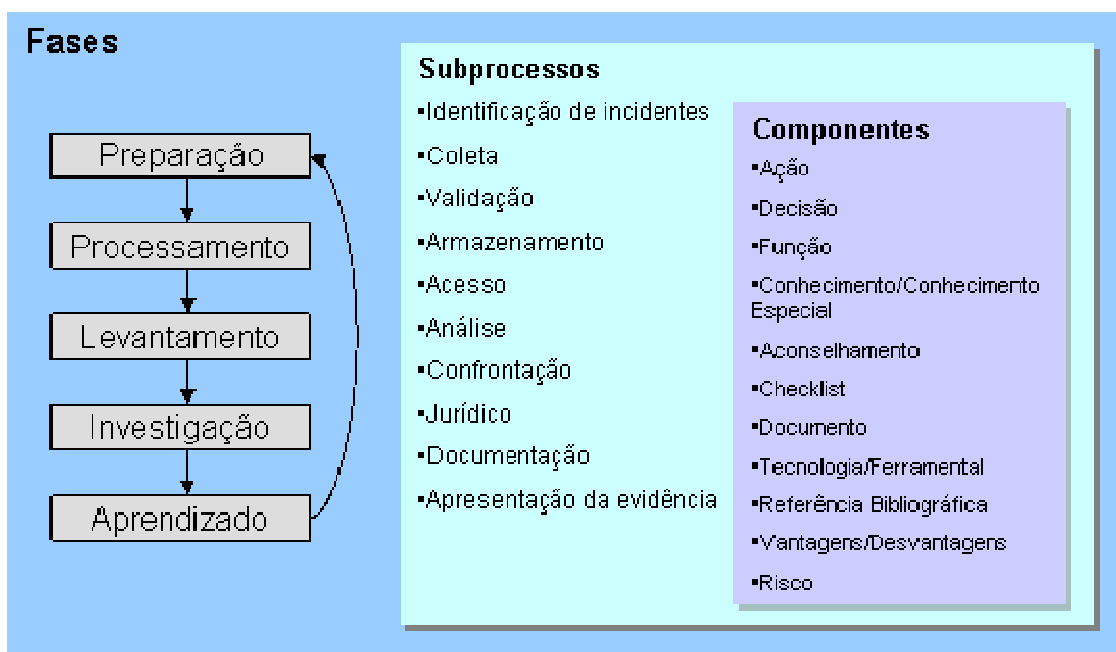 Fases
Preparação
Processamento
Levantamento
Investigação
Aprendizado
Subprocessos
▪Identificação de incidentes
▪Coleta
▪Validação
▪Armazenamento
▪Acesso
▪Análise
▪Confrontação
▪Jurídico
▪Documentação
▪Apresentação da evidência
Componentes
▪Ação
▪Decisão
▪Função
▪Conhecimento/Conhecimento
Especial
▪Aconselhamento
▪Checklist
▪Documento
▪Tecnologia/Ferramental
▪Referência Bibliográfica
▪Vantagens/Desvantagens
▪Risco